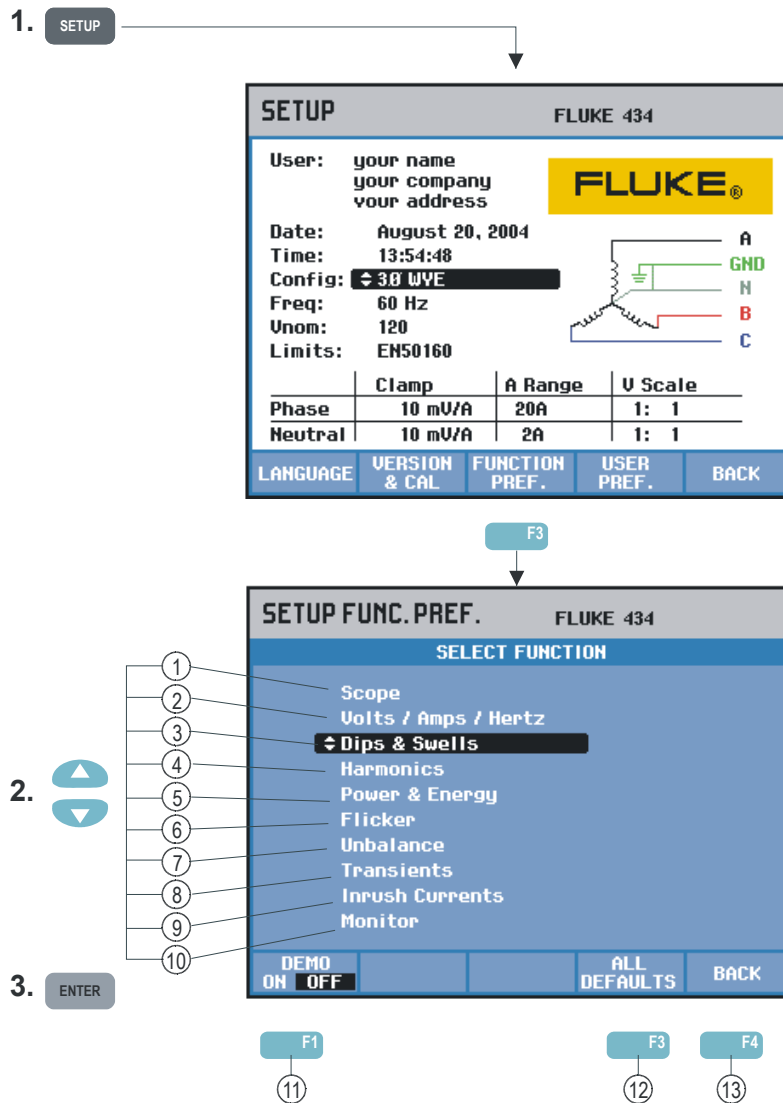 1. SETUP
SETUP FLUKE 434
User: your name
your company
your address
FLUKE®
Date: August 20, 2004
Time: 13:54:48
Config: 3Ø WYE
Freq: 60 Hz
Vnom: 120
Limits: EN50160
A
GND
N
B
C
Clamp A Range V Scale
Phase 10 mV/A 20A 1: 1
Neutral 10 mV/A 2A 1: 1
LANGUAGE VERSION & CAL FUNCTION PREF. USER PREF. BACK
F3
SETUP FUNC. PREF. FLUKE 434
SELECT FUNCTION
2.
1 Scope
2 Volts / Amps / Hertz
3 Dips & Swells
4 Harmonics
5 Power & Energy
6 Flicker
7 Unbalance
8 Transients
9 Inrush Currents
10 Monitor
3. ENTER
DEMO ON OFF ALL DEFAULTS BACK
F1 F3 F4
11 12 13